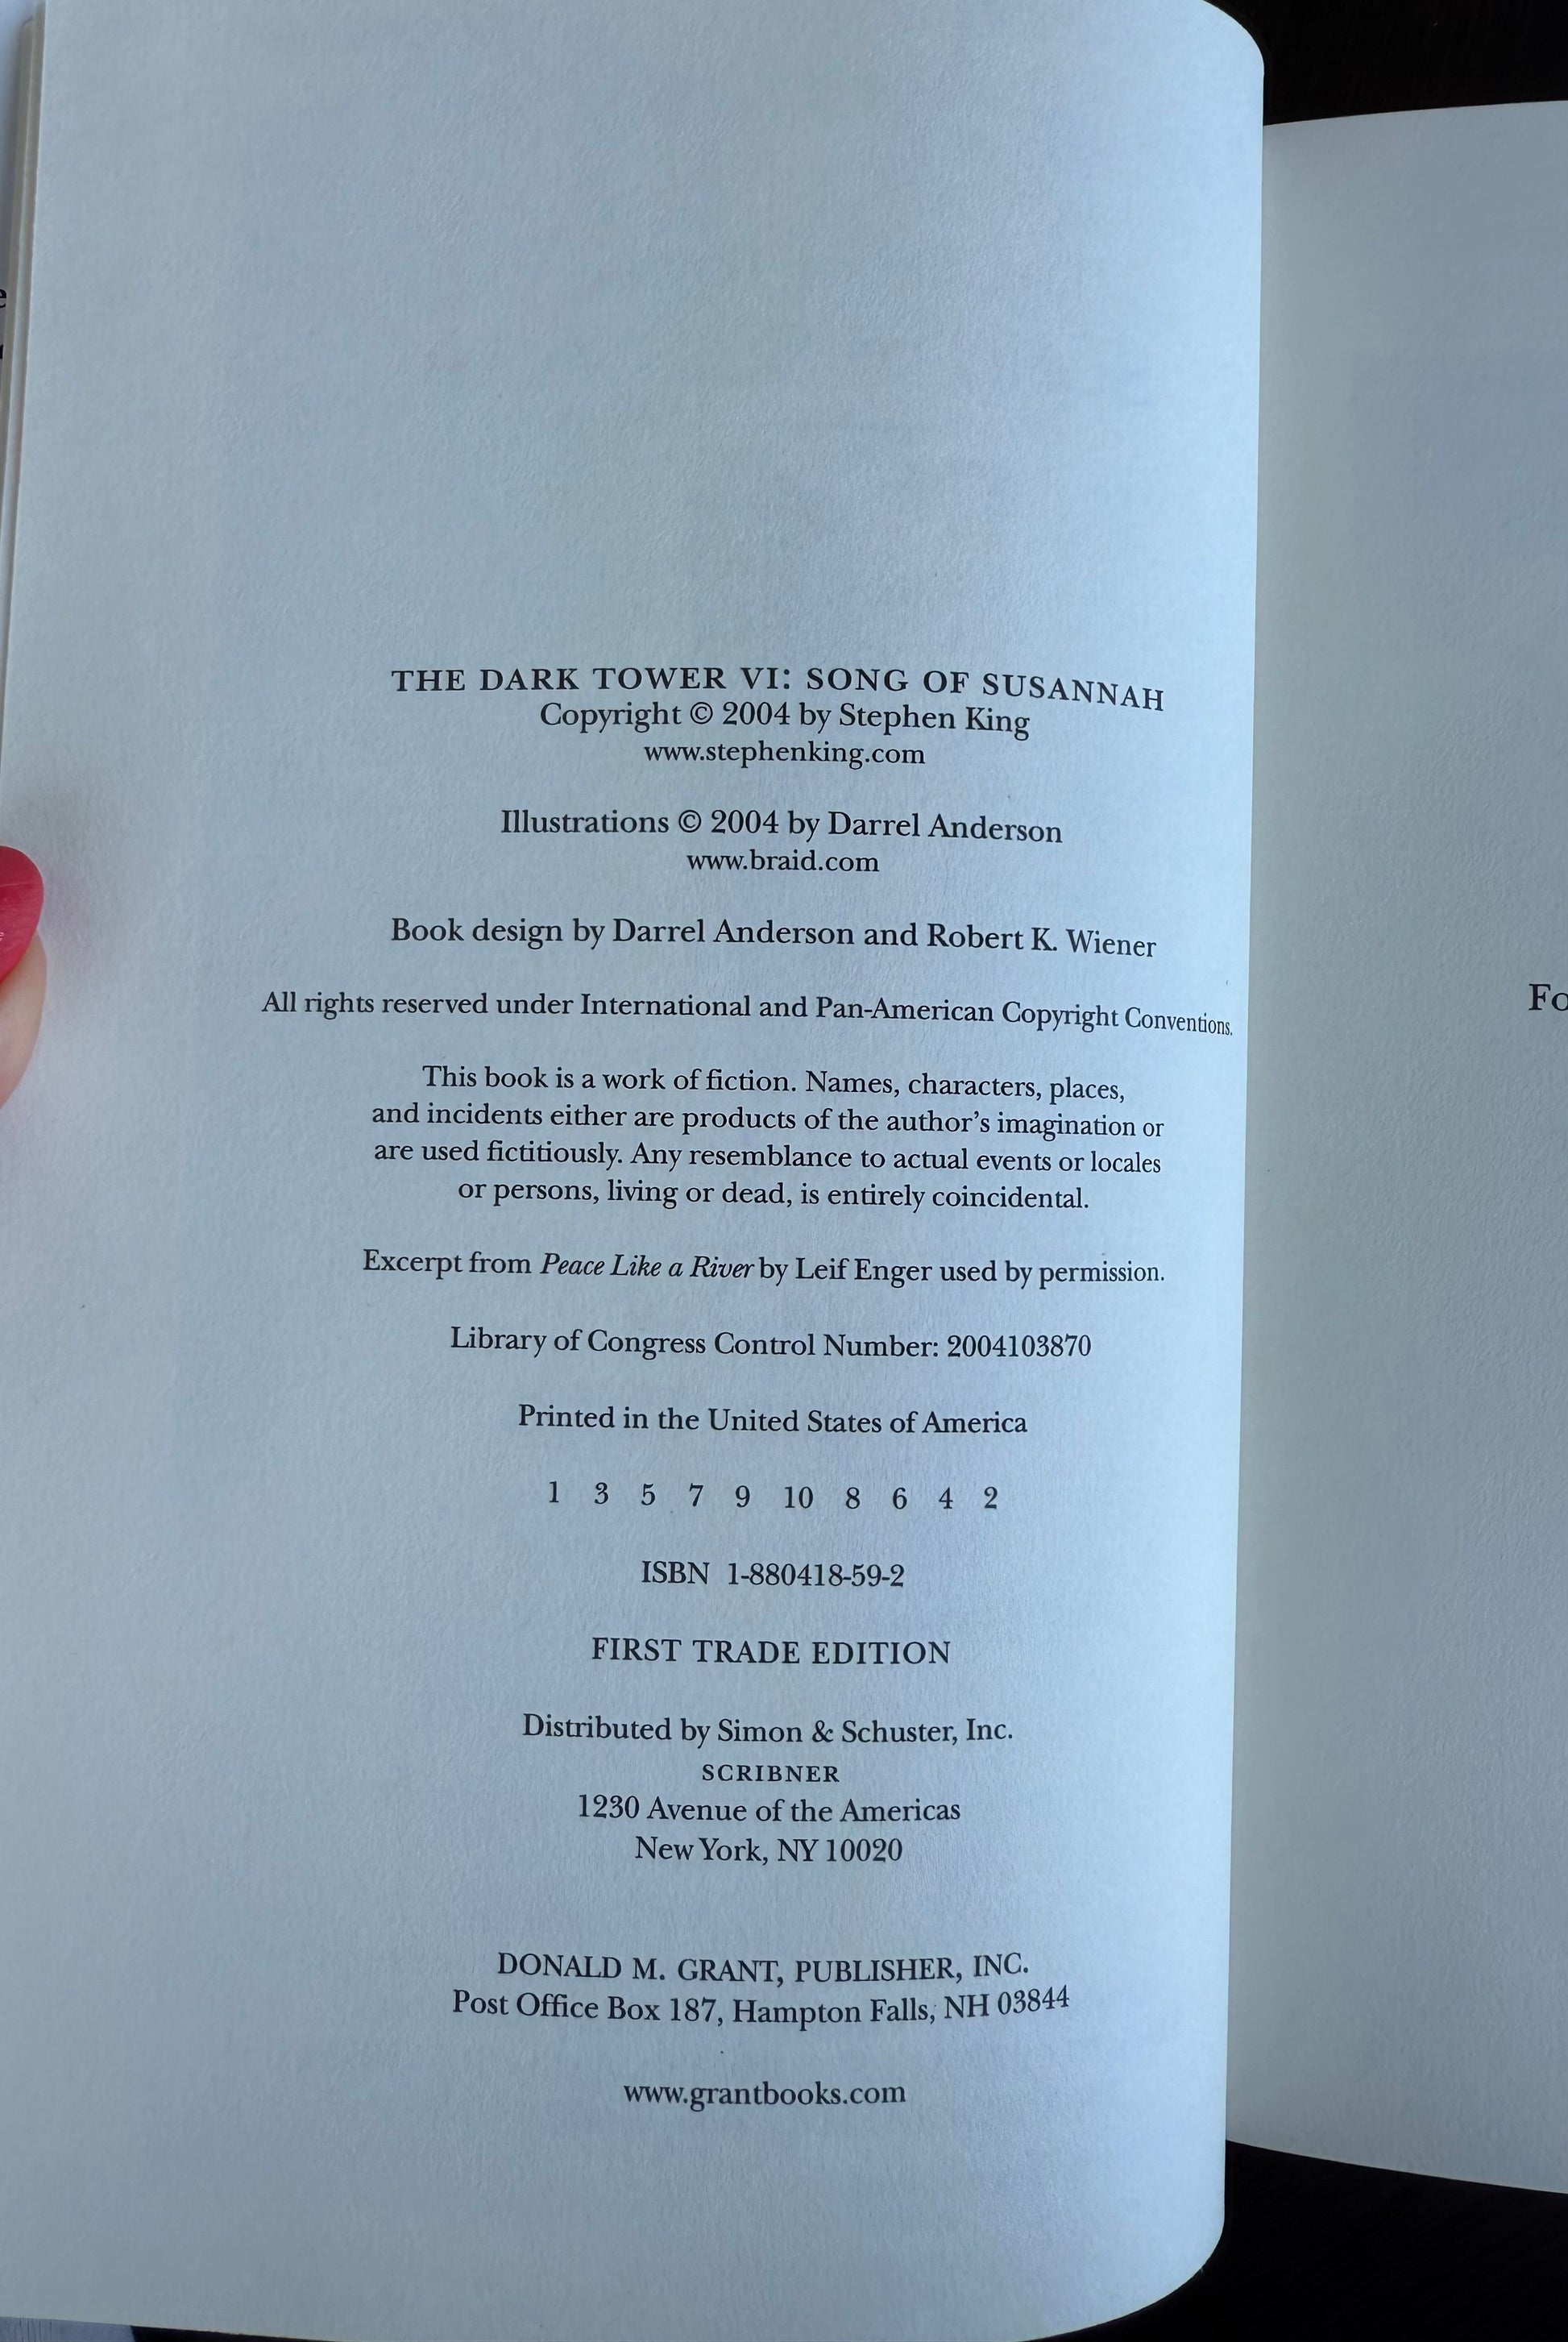 THE DARK TOWER VI: SONG OF SUSANNAH
Copyright © 2004 by Stephen King
www.stephenking.com
Illustrations © 2004 by Darrel Anderson
www.braid.com
Book design by Darrel Anderson and Robert K. Wiener
All rights reserved under International and Pan-American Copyright Conventions.
This book is a work of fiction. Names, characters, places,
and incidents either are products of the author's imagination or
are used fictitiously. Any resemblance to actual events or locales
or persons, living or dead, is entirely coincidental.
Excerpt from Peace Like a River by Leif Enger used by permission.
Library of Congress Control Number: 2004103870
Printed in the United States of America
1 3 5 7 9 10 8 6 4 2
ISBN 1-880418-59-2
FIRST TRADE EDITION
Distributed by Simon & Schuster, Inc.
SCRIBNER
1230 Avenue of the Americas
New York, NY 10020
DONALD M. GRANT, PUBLISHER, INC.
Post Office Box 187, Hampton Falls, NH 03844
www.grantbooks.com